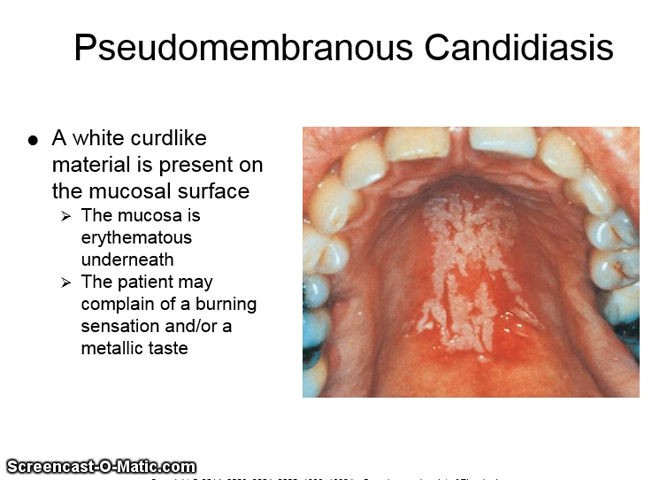 Pseudomembranous Candidiasis
● A white curdlike
material is present on
the mucosal surface
➢ The mucosa is
erythematous
underneath
➢ The patient may
complain of a burning
sensation and/or a
metallic taste
Screencast-O-Matic.com